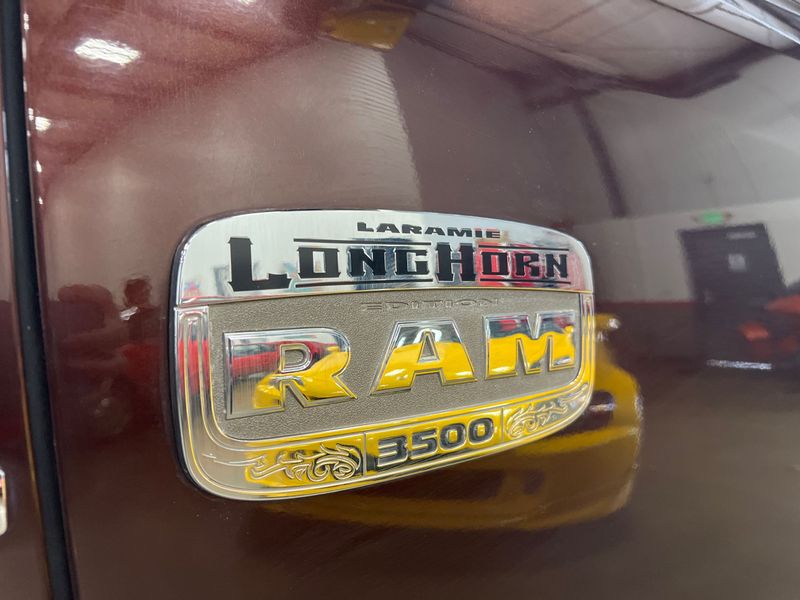 LARAMIE
LONGHORN
EDITION
RAM
3500